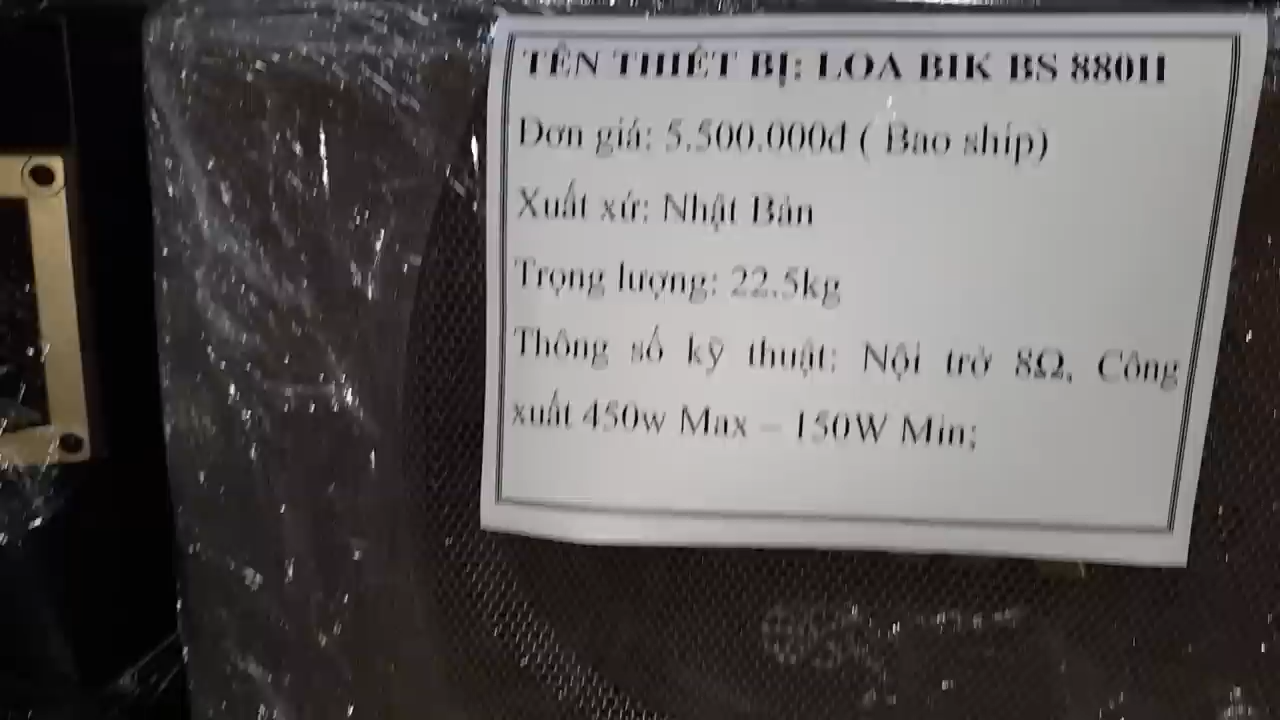 TÊN THIẾT BỊ: LOA BIK BS 880II
Đơn giá: 5.500.000đ ( Bao ship)
Xuất xứ: Nhật Bản
Trọng lượng: 22.5kg
Thông số kỹ thuật: Nội trở 8Ω, Công
xuất 450w Max – 150W Min;